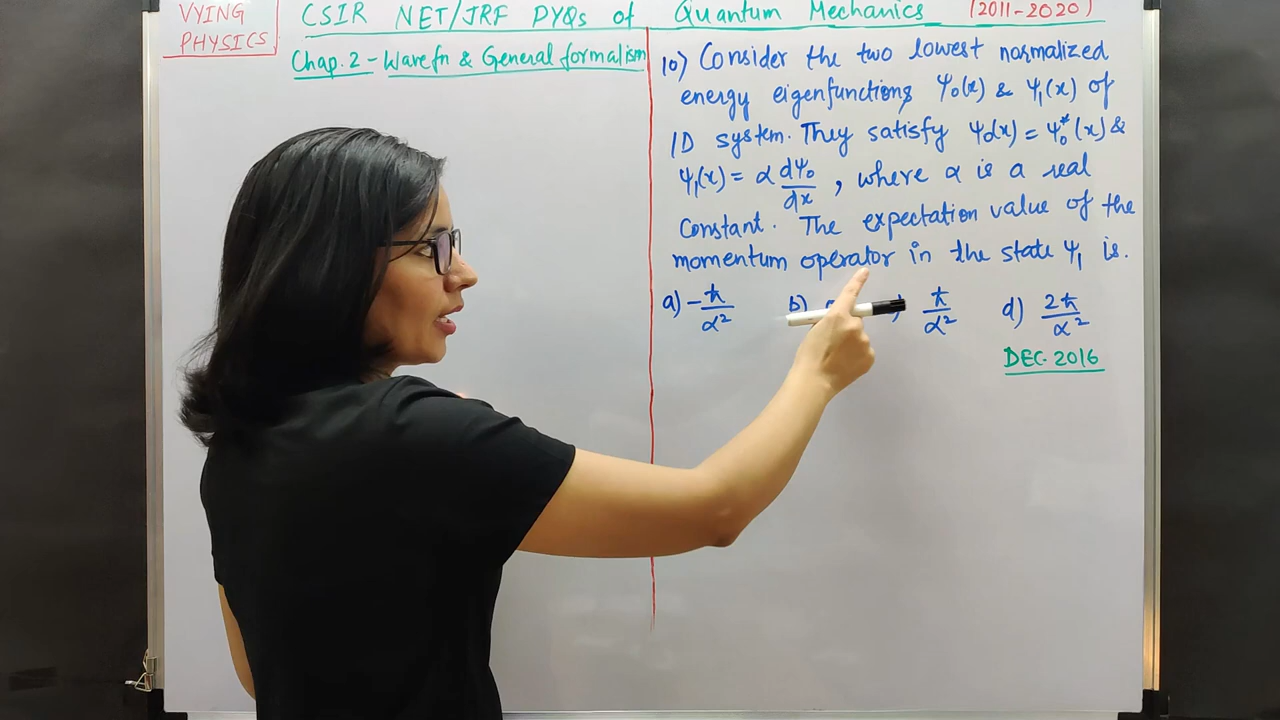 VYING PHYSICS
CSIR NET/JRF PYQs of Quantum Mechanics (2011-2020)
Chap. 2 - Wavefn & General formalism
10) Consider the two lowest normalized
energy eigenfunctions ψ₀(x) & ψ₁(x) of
1D system. They satisfy ψ₀(x) = ψ₀*(x) &
ψ₁(x) = α dψ₀/dx, where α is a real
Constant. The expectation value of the
momentum operator in the state ψ₁ is.
a) -ħ/α² b) ) ħ/α² d) 2ħ/α²
DEC. 2016